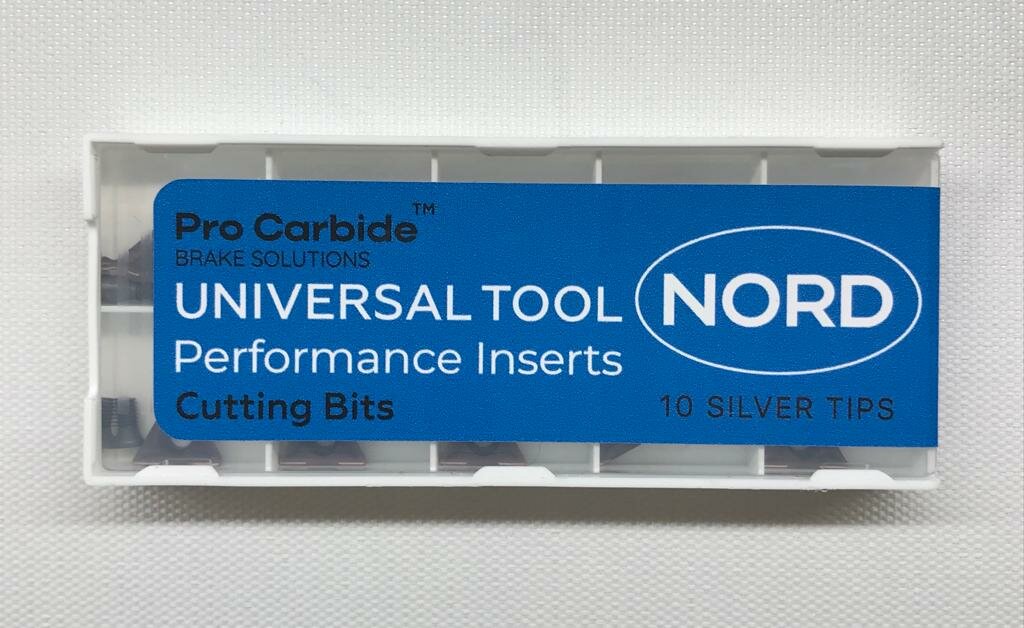 Pro Carbide™
BRAKE SOLUTIONS
UNIVERSAL TOOL
Performance Inserts
Cutting Bits
NORD
10 SILVER TIPS